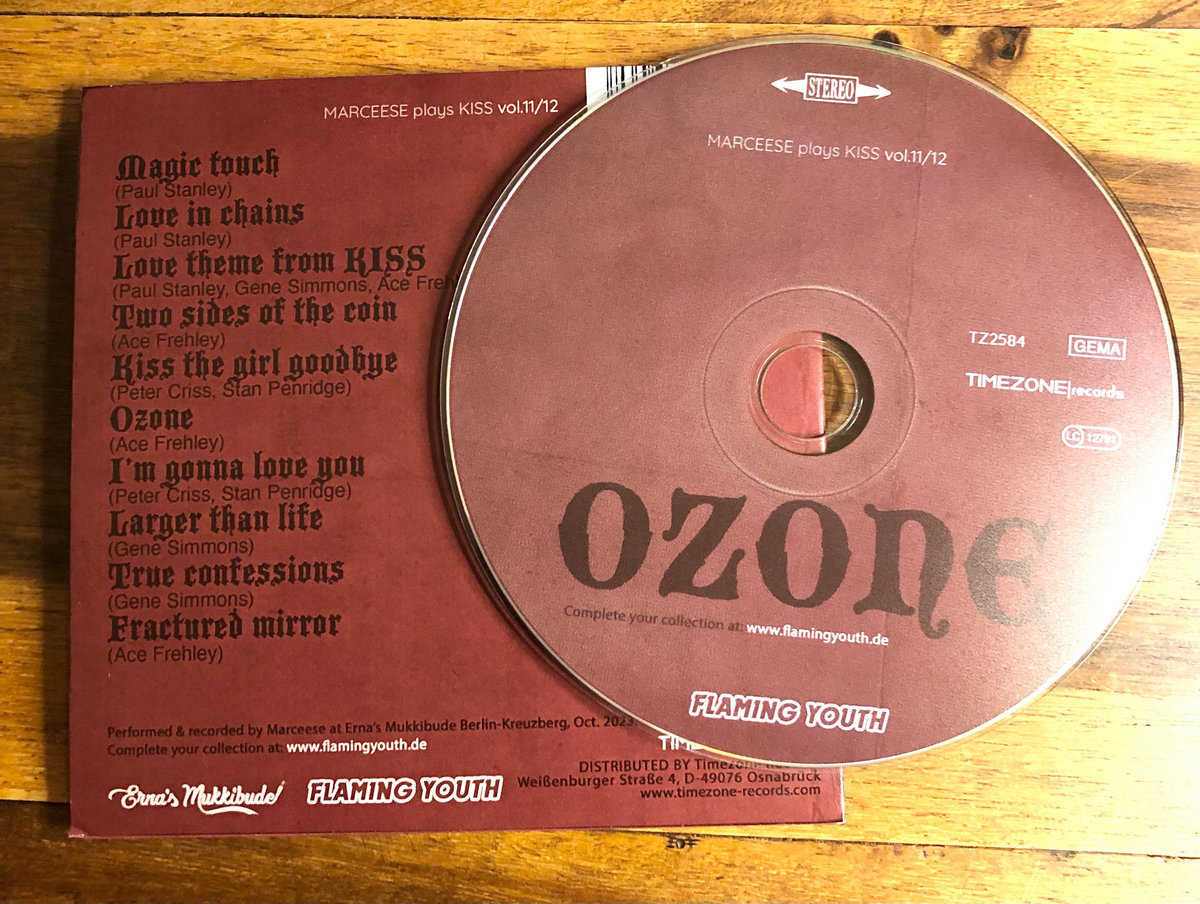 MARCEESE plays KISS vol.11/12
Magic touch
(Paul Stanley)
Love in chains
(Paul Stanley)
Love theme from KISS
(Paul Stanley, Gene Simmons, Ace Freh
Two sides of the coin
(Ace Frehley)
Kiss the girl goodbye
(Peter Criss, Stan Penridge)
Ozone
(Ace Frehley)
I'm gonna love you
(Peter Criss, Stan Penridge)
Larger than life
(Gene Simmons)
True confessions
(Gene Simmons)
Fractured mirror
(Ace Frehley)
Performed & recorded by Marceese at Erna's Mukkibude Berlin-Kreuzberg, Oct. 2023
Complete your collection at: www.flamingyouth.de
Erna's Mukkibude
FLAMING YOUTH
DISTRIBUTED BY Timezone
Weißenburger Straße 4, D-49076 Osnabrück
www.timezone-records.com
STEREO
MARCEESE plays KISS vol.11/12
TZ2584
GEMA
TIMEZONE|records
LC 12791
OZONE
Complete your collection at: www.flamingyouth.de
FLAMING YOUTH